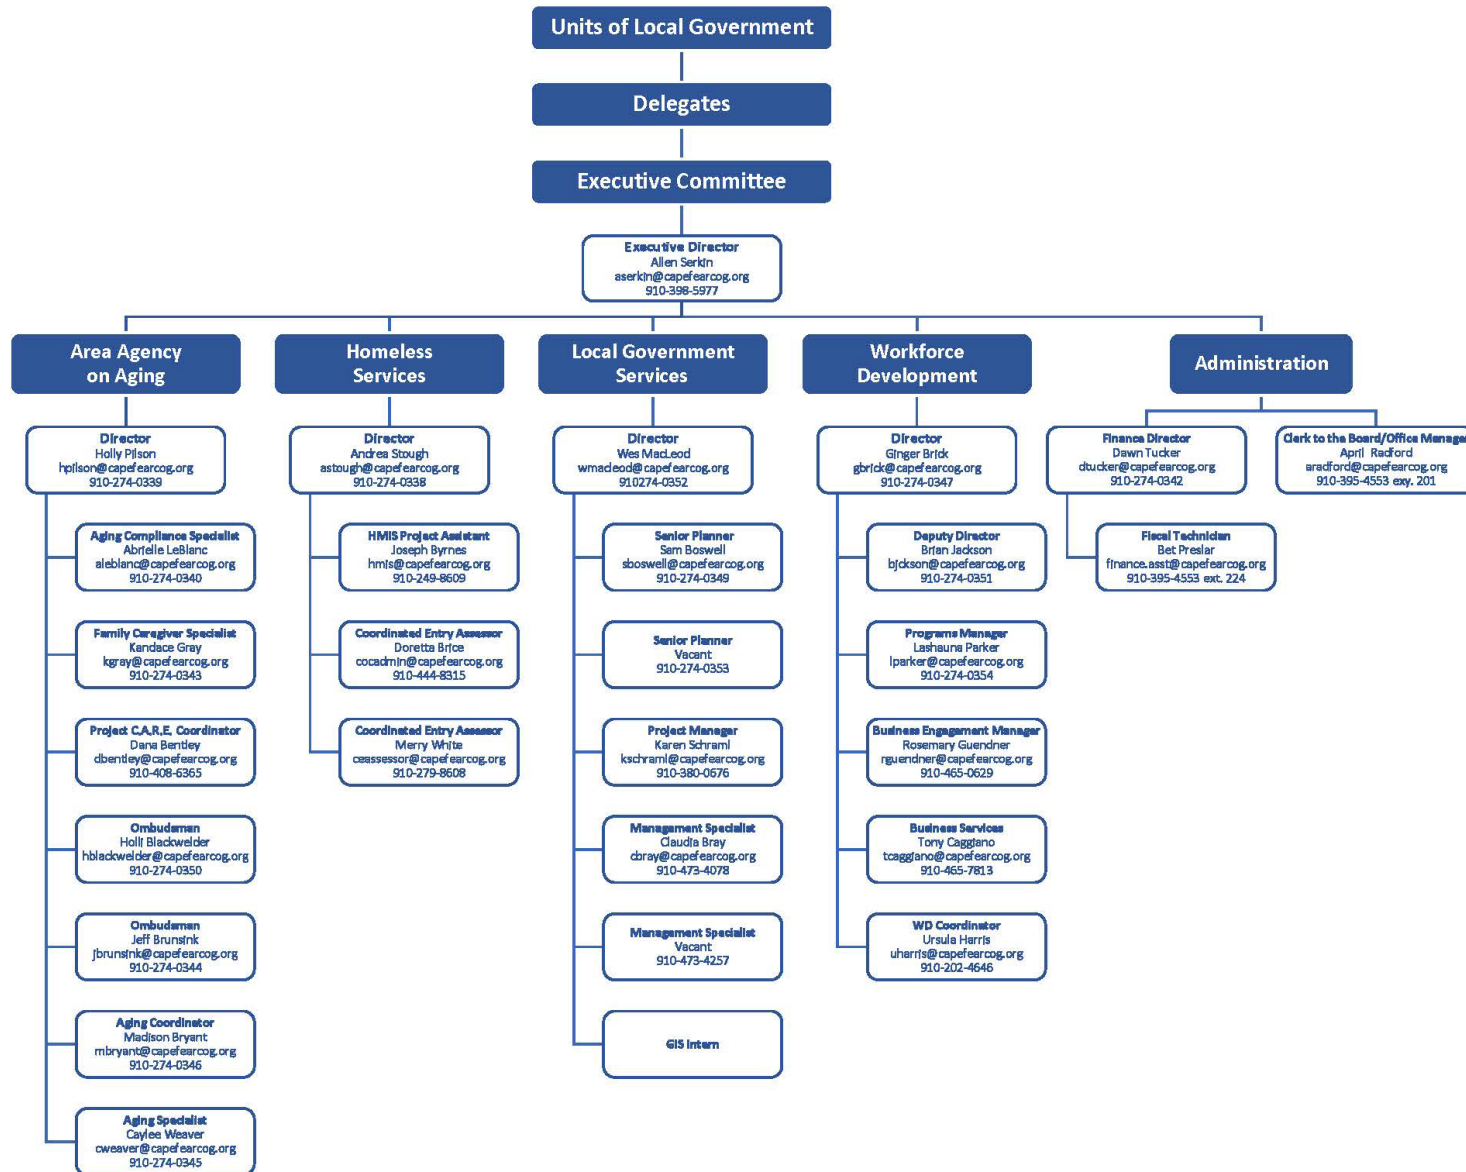 Units of Local Government
Delegates
Executive Committee
Executive Director
Allen Serkin
aserkin@capefearcog.org
910-398-5977
Area Agency
on Aging
Director
Holly Pilson
hpilson@capefearcog.org
910-274-0339
Aging Compliance Specialist
Abrielle LeBlanc
aleblanc@capefearcog.org
910-274-0340
Family Caregiver Specialist
Kandace Gray
kgray@capefearcog.org
910-274-0343
Project C.A.R.E. Coordinator
Dana Bentley
dbentley@capefearcog.org
910-408-6365
Ombudsman
Holli Blackwelder
hblackwelder@capefearcog.org
910-274-0350
Ombudsman
Jeff Brunsink
jbrunsink@capefearcog.org
910-274-0344
Aging Coordinator
Madison Bryant
mbryant@capefearcog.org
910-274-0346
Aging Specialist
Caylee Weaver
cweaver@capefearcog.org
910-274-0345
Homeless
Services
Director
Andrea Stough
astough@capefearcog.org
910-274-0338
HMIS Project Assistant
Joseph Byrnes
hmis@capefearcog.org
910-249-8609
Coordinated Entry Assessor
Doretta Brice
cocadmin@capefearcog.org
910-444-8315
Coordinated Entry Assessor
Merry White
ceassessor@capefearcog.org
910-279-8608
Local Government
Services
Director
Wes MacLeod
wmacleod@capefearcog.org
910274-0352
Senior Planner
Sam Boswell
sboswell@capefearcog.org
910-274-0349
Senior Planner
Vacant
910-274-0353
Project Manager
Karen Schraml
kschraml@capefearcog.org
910-380-0676
Management Specialist
Claudia Bray
cbray@capefearcog.org
910-473-4078
Management Specialist
Vacant
910-473-4257
GIS Intern
Workforce
Development
Director
Ginger Brick
gbrick@capefearcog.org
910-274-0347
Deputy Director
Brian Jackson
bjckson@capefearcog.org
910-274-0351
Programs Manager
Lashauna Parker
lparker@capefearcog.org
910-274-0354
Business Engagement Manager
Rosemary Guendner
rguendner@capefearcog.org
910-465-0629
Business Services
Tony Caggiano
tcaggiano@capefearcog.org
910-465-7813
WD Coordinator
Ursula Harris
uharris@capefearcog.org
910-202-4646
Administration
Finance Director
Dawn Tucker
dtucker@capefearcog.org
910-274-0342
Fiscal Technician
Bet Preslar
finance.asst@capefearcog.org
910-395-4553 ext. 224
Clerk to the Board/Office Manager
April Radford
aradford@capefearcog.org
910-395-4553 exy. 201